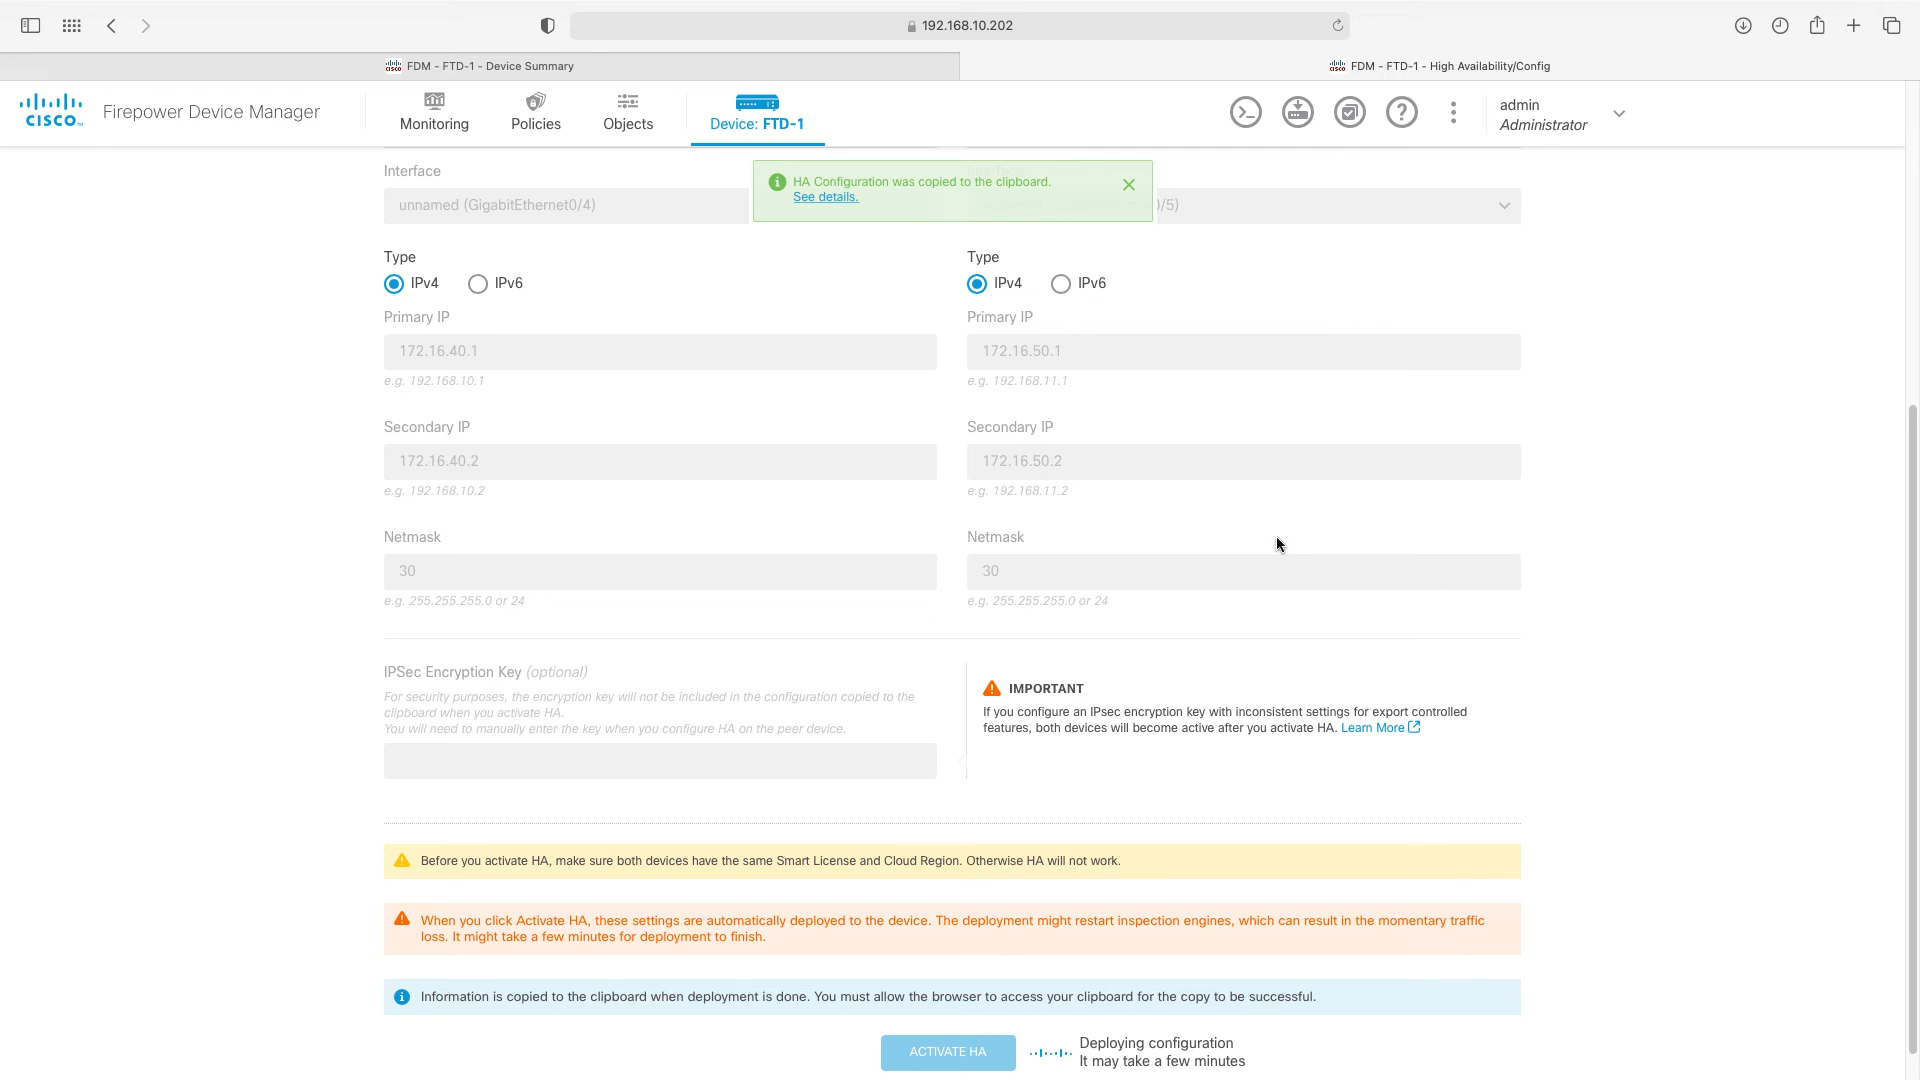 192.168.10.202
FDM - FTD-1 - Device Summary
FDM - FTD-1 - High Availability/Config
CISCO
Firepower Device Manager
Monitoring
Policies
Objects
Device: FTD-1
admin
Administrator
Interface
HA Configuration was copied to the clipboard.
See details.
unnamed (GigabitEthernet0/4)
/5)
Type
Type
IPv4
IPv6
IPv4
IPv6
Primary IP
Primary IP
172.16.40.1
172.16.50.1
e.g. 192.168.10.1
e.g. 192.168.11.1
Secondary IP
Secondary IP
172.16.40.2
172.16.50.2
e.g. 192.168.10.2
e.g. 192.168.11.2
Netmask
Netmask
30
30
e.g. 255.255.255.0 or 24
e.g. 255.255.255.0 or 24
IPSec Encryption Key (optional)
For security purposes, the encryption key will not be included in the configuration copied to the
clipboard when you activate HA.
You will need to manually enter the key when you configure HA on the peer device.
IMPORTANT
If you configure an IPsec encryption key with inconsistent settings for export controlled
features, both devices will become active after you activate HA. Learn More
Before you activate HA, make sure both devices have the same Smart License and Cloud Region. Otherwise HA will not work.
When you click Activate HA, these settings are automatically deployed to the device. The deployment might restart inspection engines, which can result in the momentary traffic
loss. It might take a few minutes for deployment to finish.
Information is copied to the clipboard when deployment is done. You must allow the browser to access your clipboard for the copy to be successful.
ACTIVATE HA
Deploying configuration
It may take a few minutes